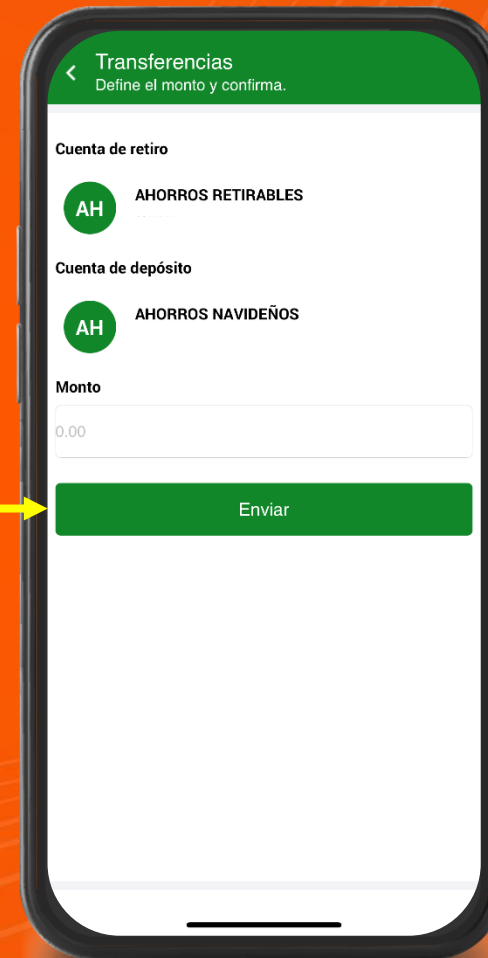 Transferencias
Define el monto y confirma.
Cuenta de retiro
AH
AHORROS RETIRABLES
Cuenta de depósito
AH
AHORROS NAVIDEÑOS
Monto
0.00
Enviar